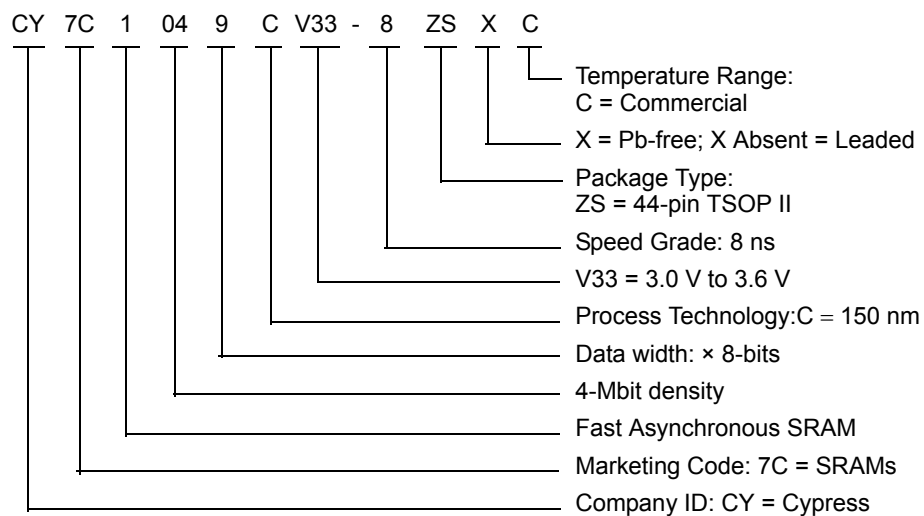 CY 7C 1 04 9 C V33 - 8 ZS X C
Temperature Range:
C = Commercial
X = Pb-free; X Absent = Leaded
Package Type:
ZS = 44-pin TSOP II
Speed Grade: 8 ns
V33 = 3.0 V to 3.6 V
Process Technology:C = 150 nm
Data width: × 8-bits
4-Mbit density
Fast Asynchronous SRAM
Marketing Code: 7C = SRAMs
Company ID: CY = Cypress